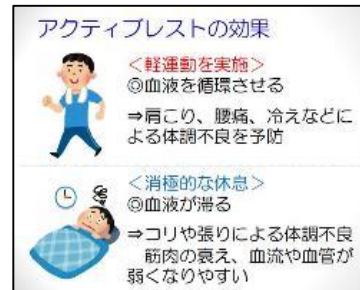 アクティブレストの効果
<軽運動を実施>
◎血液を循環させる
⇒肩こり、腰痛、冷えなどに
よる体調不良を予防
<消極的な休息>
◎血液が滞る
⇒コリや張りによる体調不良
筋肉の衰え、血流や血管が
弱くなりやすい